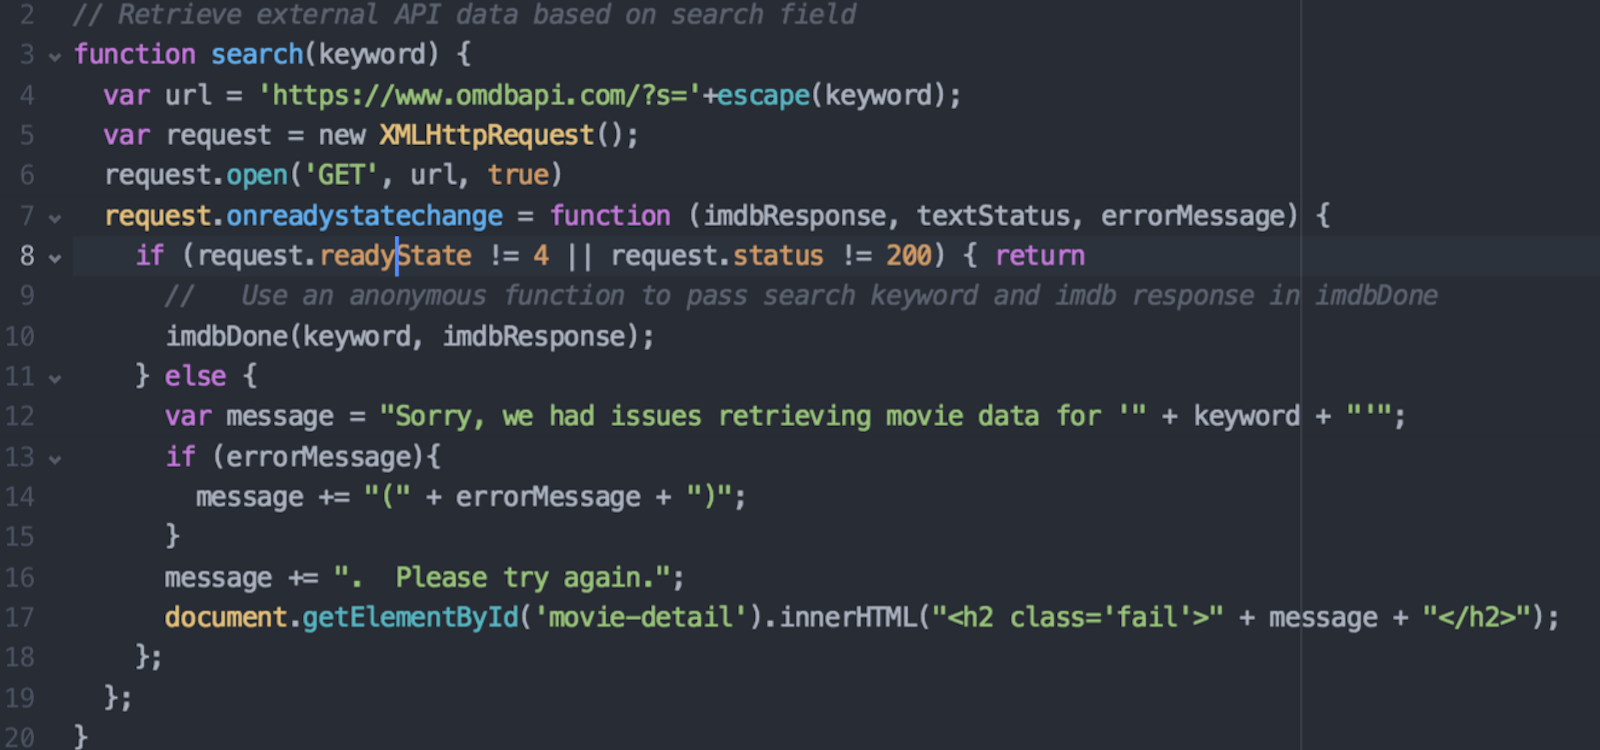 2 // Retrieve external API data based on search field
3 function search(keyword) {
4 var url = 'https://www.omdbapi.com/?s='+escape(keyword);
5 var request = new XMLHttpRequest();
6 request.open('GET', url, true)
7 request.onreadystatechange = function (imdbResponse, textStatus, errorMessage) {
8 if (request.readyState != 4 || request.status != 200) { return
9 //   Use an anonymous function to pass search keyword and imdb response in imdbDone
10 imdbDone(keyword, imdbResponse);
11 } else {
12 var message = "Sorry, we had issues retrieving movie data for '" + keyword + "'";
13 if (errorMessage){
14 message += "(" + errorMessage + ")";
15 }
16 message += ".  Please try again.";
17 document.getElementById('movie-detail').innerHTML("<h2 class='fail'>" + message + "</h2>");
18 };
19 };
20 }